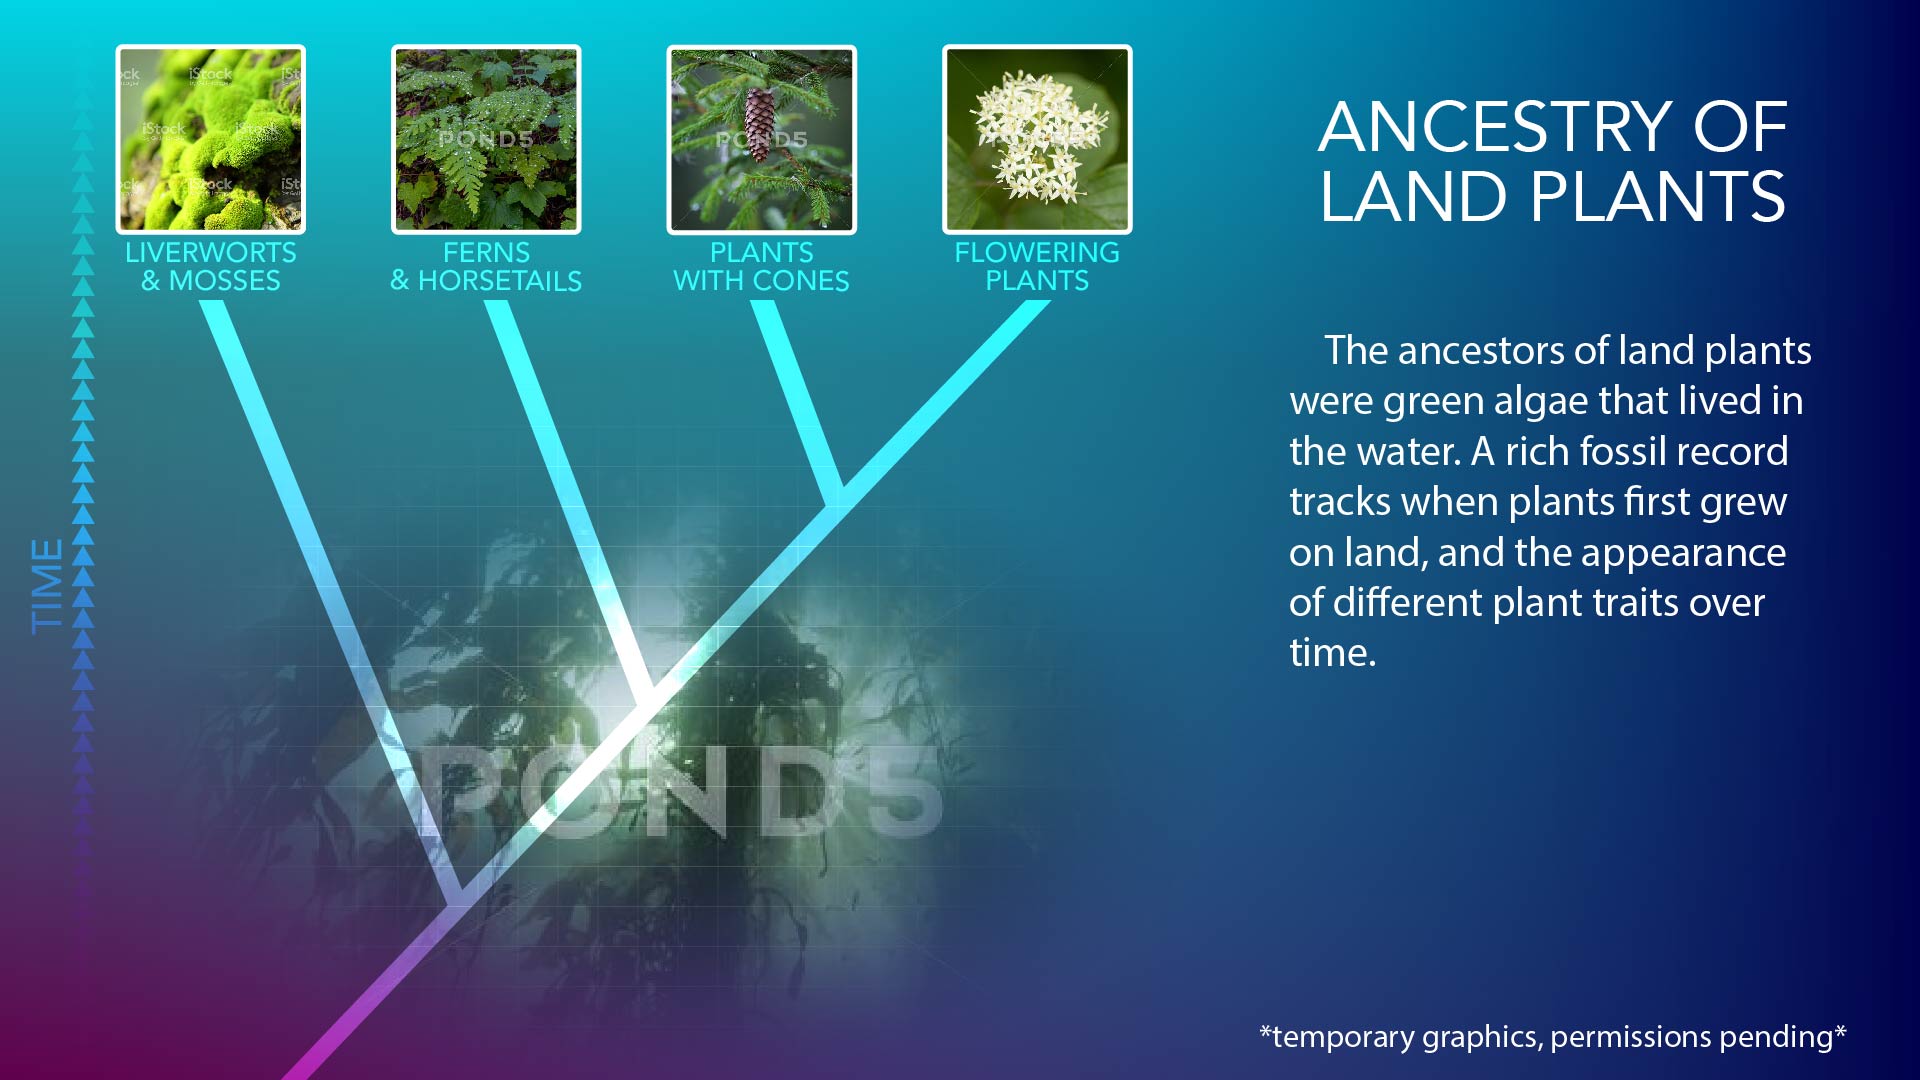 ANCESTRY OF
LAND PLANTS
iStock
iStock
iStock
iStock
POND5
POND5
LIVERWORTS
& MOSSES
FERNS
& HORSETAILS
PLANTS
WITH CONES
FLOWERING
PLANTS
The ancestors of land plants
were green algae that lived in
the water. A rich fossil record
tracks when plants first grew
on land, and the appearance
of different plant traits over
time.
TIME
POND5
*temporary graphics, permissions pending*